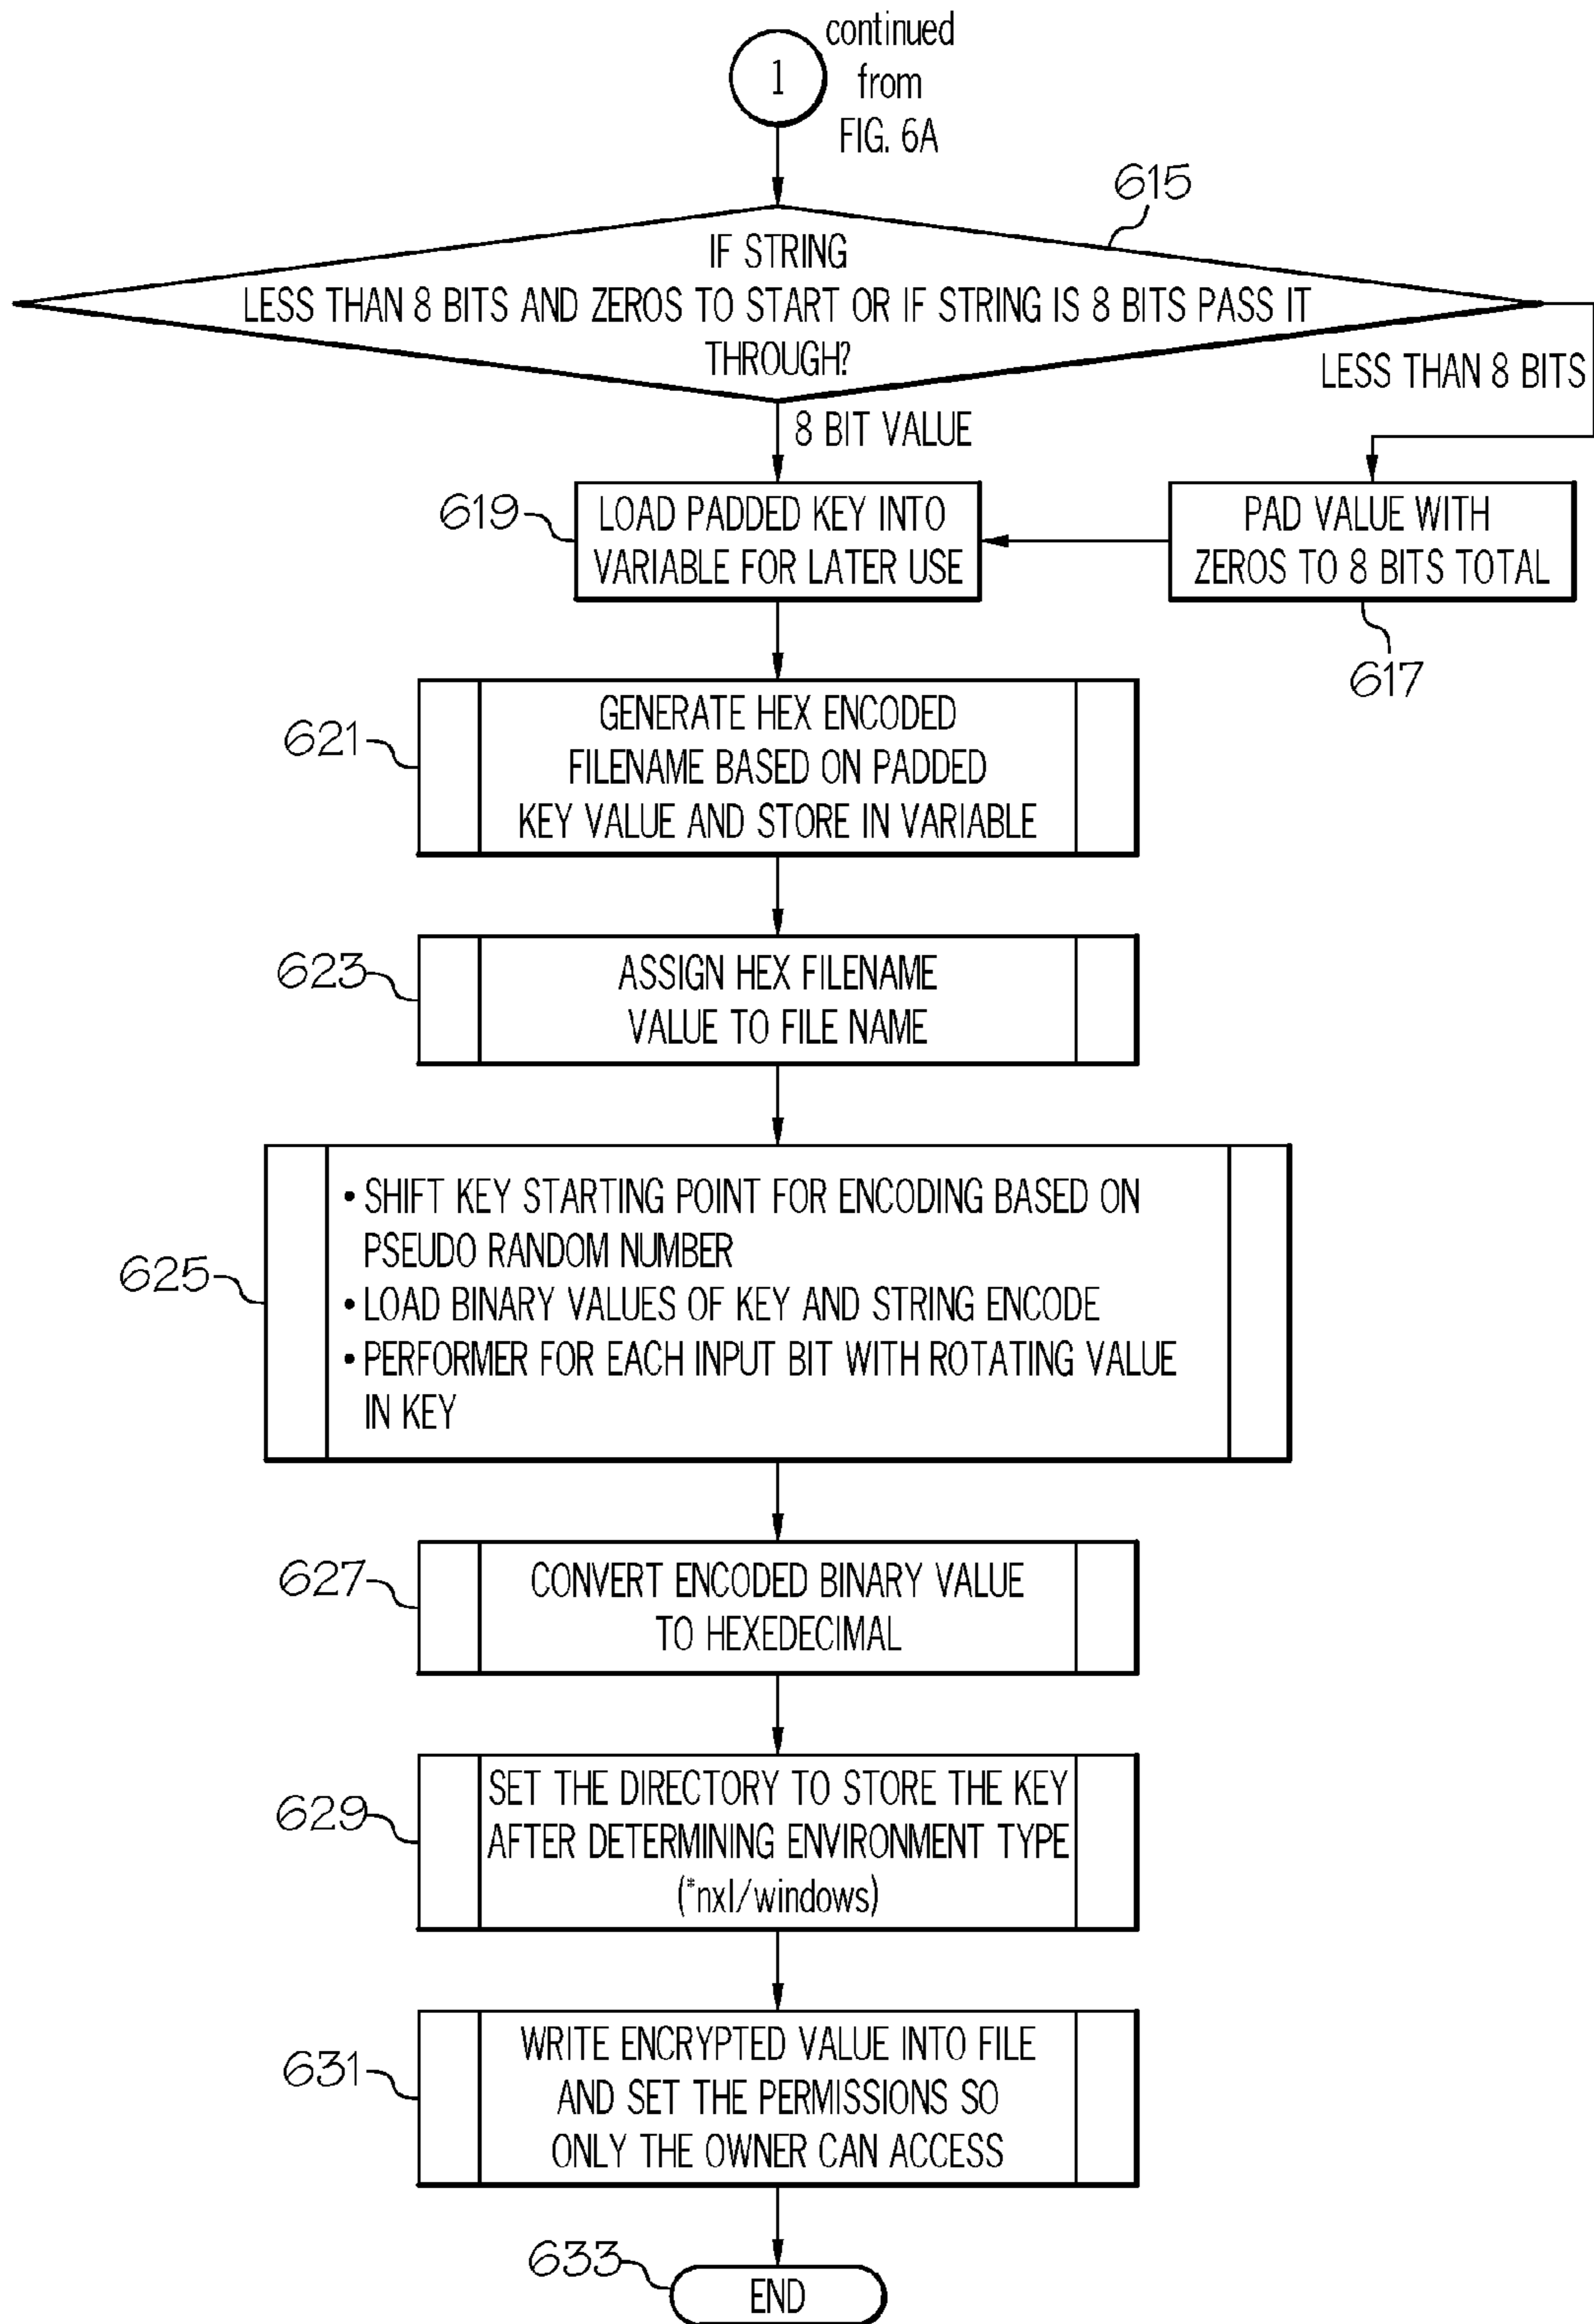 1
continued
from
FIG. 6A
615
IF STRING
LESS THAN 8 BITS AND ZEROS TO START OR IF STRING IS 8 BITS PASS IT
THROUGH?
LESS THAN 8 BITS
8 BIT VALUE
619
LOAD PADDED KEY INTO
VARIABLE FOR LATER USE
PAD VALUE WITH
ZEROS TO 8 BITS TOTAL
617
621
GENERATE HEX ENCODED
FILENAME BASED ON PADDED
KEY VALUE AND STORE IN VARIABLE
623
ASSIGN HEX FILENAME
VALUE TO FILE NAME
625
• SHIFT KEY STARTING POINT FOR ENCODING BASED ON
PSEUDO RANDOM NUMBER
• LOAD BINARY VALUES OF KEY AND STRING ENCODE
• PERFORMER FOR EACH INPUT BIT WITH ROTATING VALUE
IN KEY
627
CONVERT ENCODED BINARY VALUE
TO HEXEDECIMAL
629
SET THE DIRECTORY TO STORE THE KEY
AFTER DETERMINING ENVIRONMENT TYPE
(*nxl/windows)
631
WRITE ENCRYPTED VALUE INTO FILE
AND SET THE PERMISSIONS SO
ONLY THE OWNER CAN ACCESS
633
END